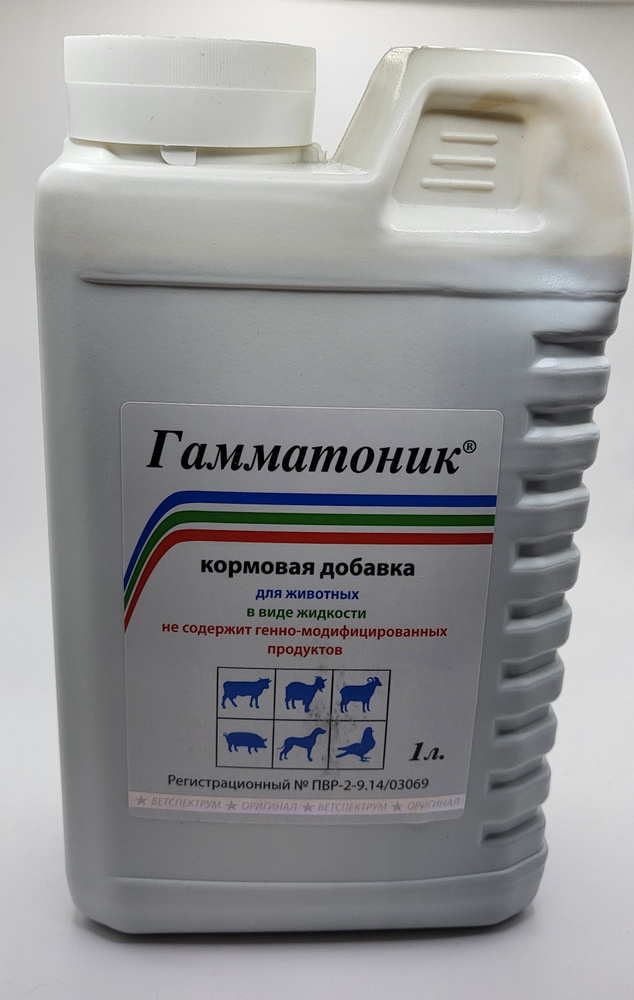 Гамматоник®
кормовая добавка
для животных
в виде жидкости
не содержит генно-модифицированных
продуктов
1л.
Регистрационный № ПВР-2-9.14/03069
★ ВЕТСПЕКТРУМ ★ ОРИГИНАЛ ★ ВЕТСПЕКТРУМ ★ ОРИГИНАЛ